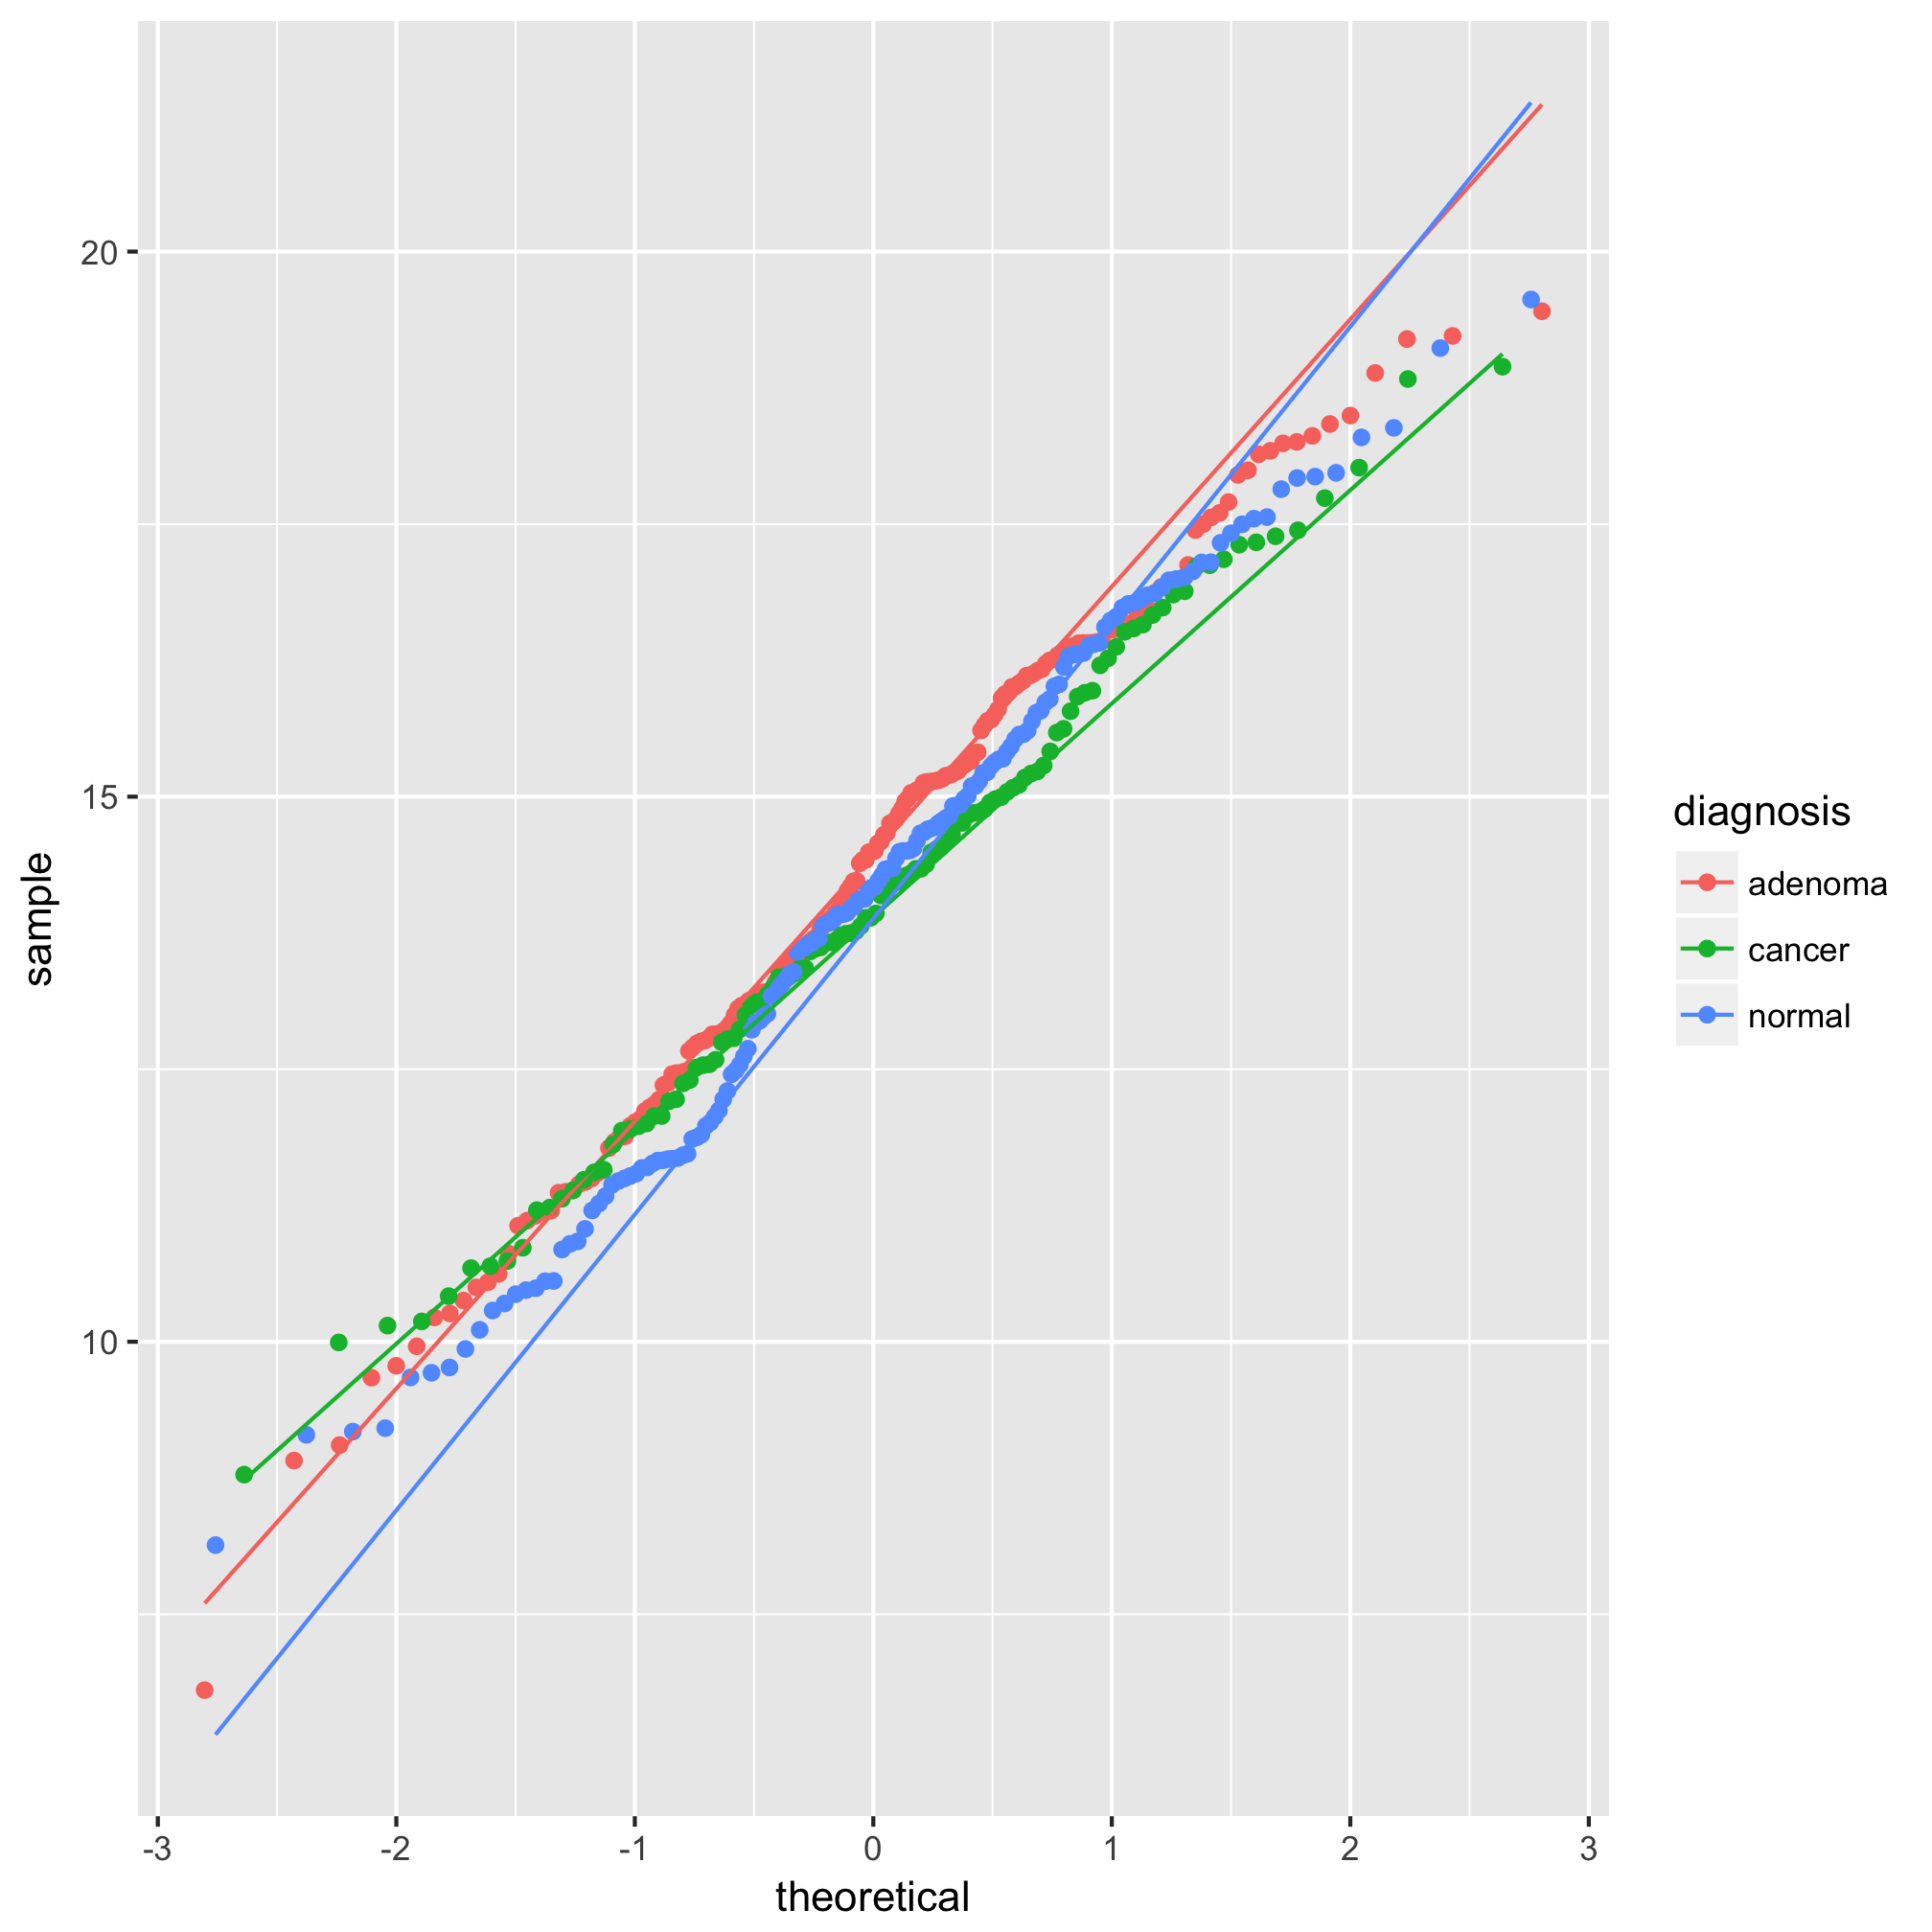 20
15
10
sample
-3 -2 -1 0 1 2 3
theoretical
diagnosis
adenoma
cancer
normal